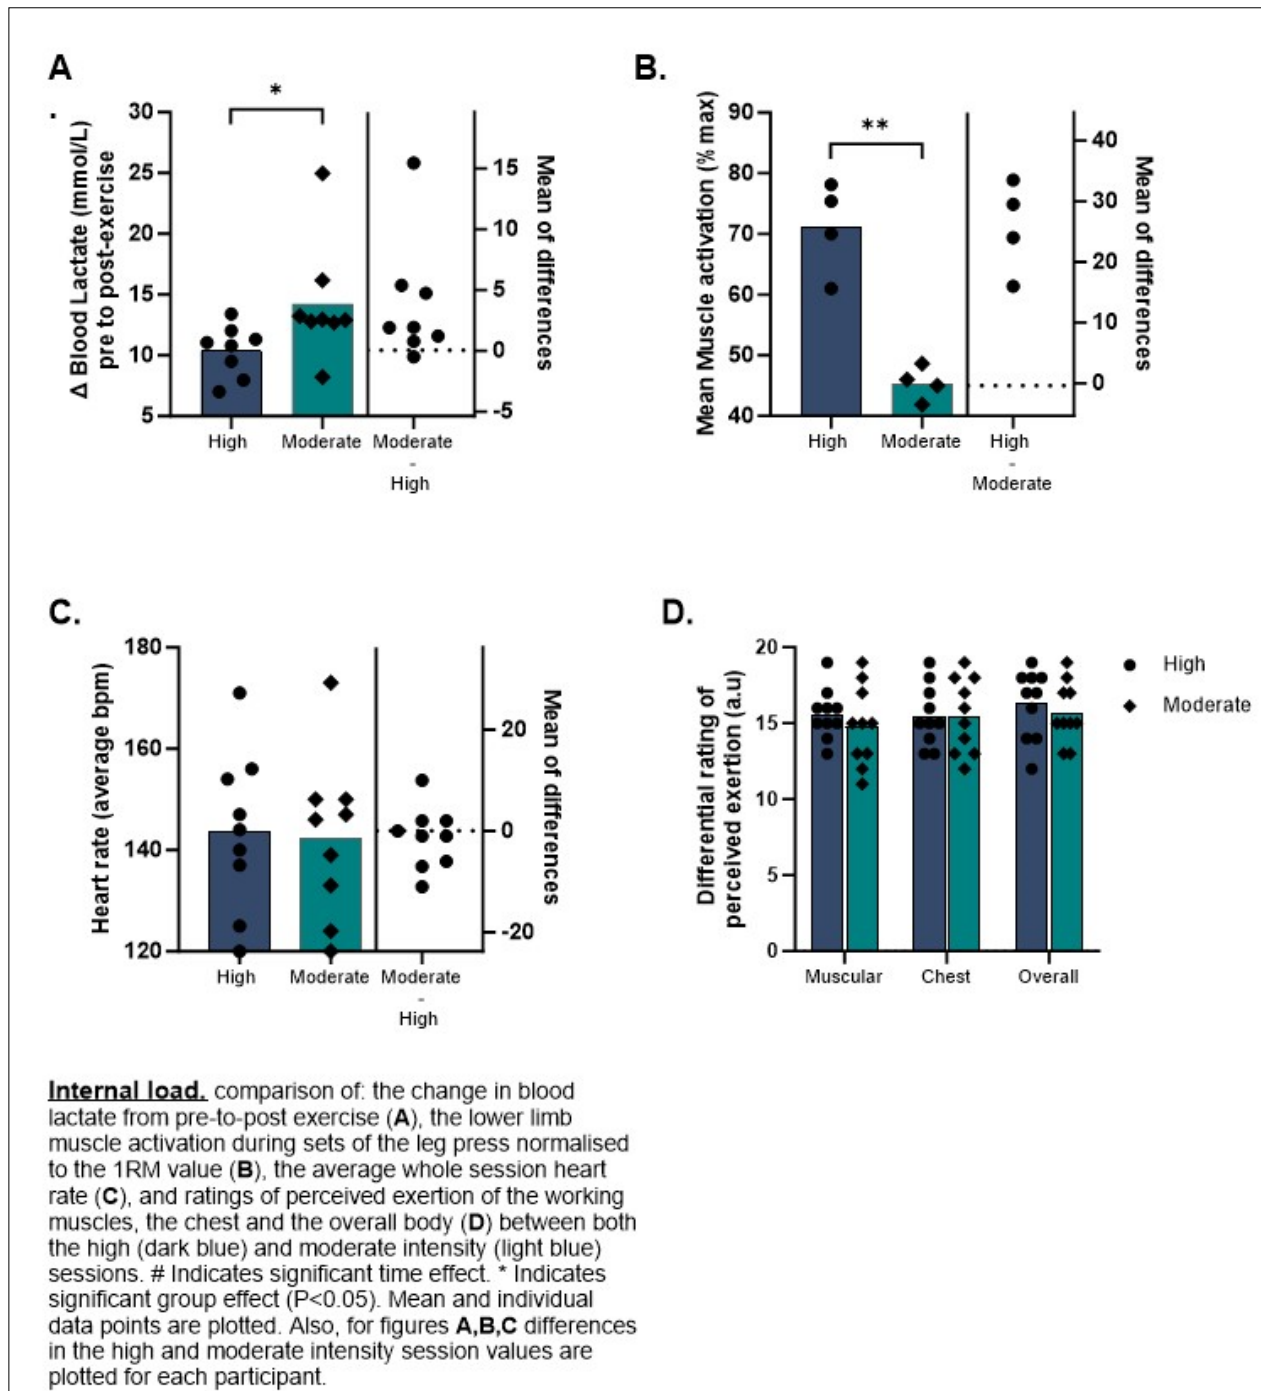 A
.
*
Δ Blood Lactate (mmol/L)
pre to post-exercise
30
25
20
15
10
5
15
10
5
0
-5
Mean of differences
High
Moderate
Moderate
-
High
B.
**
Mean Muscle activation (% max)
90
80
70
60
50
40
40
30
20
10
0
Mean of differences
High
Moderate
High
-
Moderate
C.
Heart rate (average bpm)
180
160
140
120
20
0
-20
Mean of differences
High
Moderate
Moderate
-
High
D.
Differential rating of
perceived exertion (a.u)
20
15
10
5
0
Muscular
Chest
Overall
High
Moderate
Internal load. comparison of: the change in blood
lactate from pre-to-post exercise (A), the lower limb
muscle activation during sets of the leg press normalised
to the 1RM value (B), the average whole session heart
rate (C), and ratings of perceived exertion of the working
muscles, the chest and the overall body (D) between both
the high (dark blue) and moderate intensity (light blue)
sessions. # Indicates significant time effect. * Indicates
significant group effect (P<0.05). Mean and individual
data points are plotted. Also, for figures A,B,C differences
in the high and moderate intensity session values are
plotted for each participant.